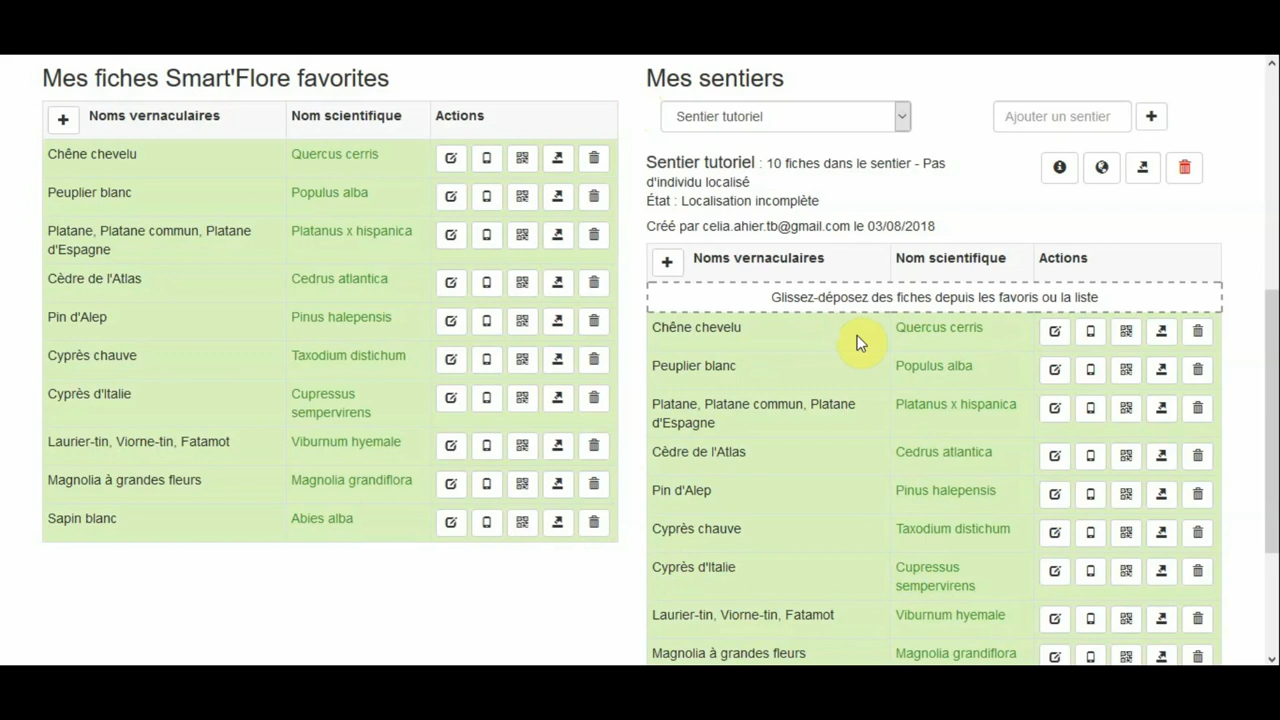 Mes fiches Smart'Flore favorites
Noms vernaculaires Nom scientifique Actions
Chêne chevelu Quercus cerris
Peuplier blanc Populus alba
Platane, Platane commun, Platane d'Espagne Platanus x hispanica
Cèdre de l'Atlas Cedrus atlantica
Pin d'Alep Pinus halepensis
Cyprès chauve Taxodium distichum
Cyprès d'Italie Cupressus sempervirens
Laurier-tin, Viorne-tin, Fatamot Viburnum hyemale
Magnolia à grandes fleurs Magnolia grandiflora
Sapin blanc Abies alba
Mes sentiers
Sentier tutoriel Ajouter un sentier
Sentier tutoriel : 10 fiches dans le sentier - Pas
d'individu localisé
État : Localisation incomplète
Créé par celia.ahier.tb@gmail.com le 03/08/2018
Noms vernaculaires Nom scientifique Actions
Glissez-déposez des fiches depuis les favoris ou la liste
Chêne chevelu Quercus cerris
Peuplier blanc Populus alba
Platane, Platane commun, Platane d'Espagne Platanus x hispanica
Cèdre de l'Atlas Cedrus atlantica
Pin d'Alep Pinus halepensis
Cyprès chauve Taxodium distichum
Cyprès d'Italie Cupressus sempervirens
Laurier-tin, Viorne-tin, Fatamot Viburnum hyemale
Magnolia à grandes fleurs Magnolia grandiflora